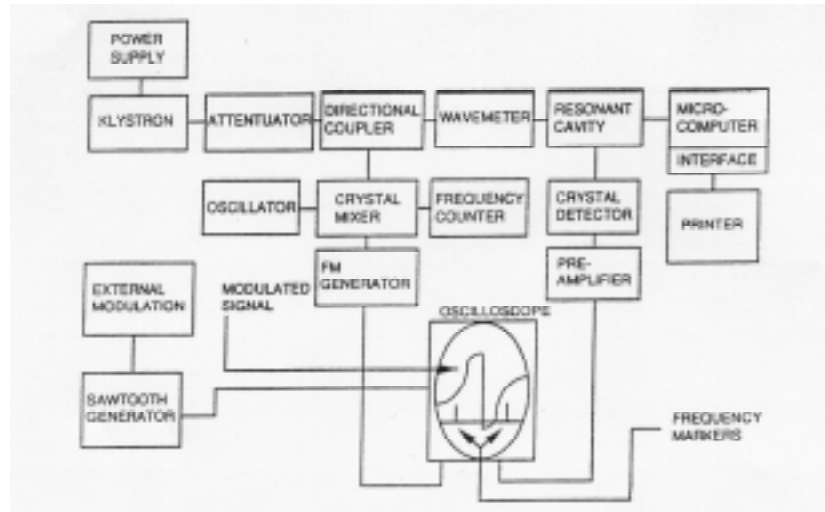 POWER
SUPPLY
KLYSTRON
ATTENTUATOR
DIRECTIONAL
COUPLER
WAVEMETER
RESONANT
CAVITY
MICRO-
COMPUTER
INTERFACE
OSCILLATOR
CRYSTAL
MIXER
FREQUENCY
COUNTER
CRYSTAL
DETECTOR
PRINTER
EXTERNAL
MODULATION
MODULATED
SIGNAL
FM
GENERATOR
PRE-
AMPLIFIER
OSCILLOSCOPE
SAWTOOTH
GENERATOR
FREQUENCY
MARKERS